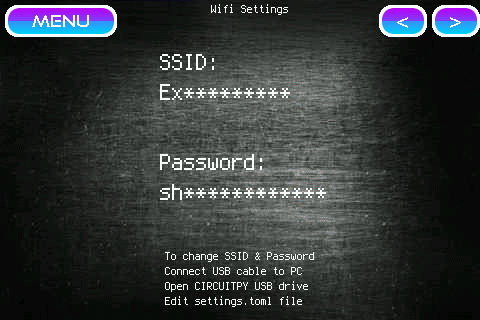 Wifi Settings
MENU
<
>
SSID:
Ex*********
Password:
sh************
To change SSID & Password
Connect USB cable to PC
Open CIRCUITPY USB drive
Edit settings.toml file